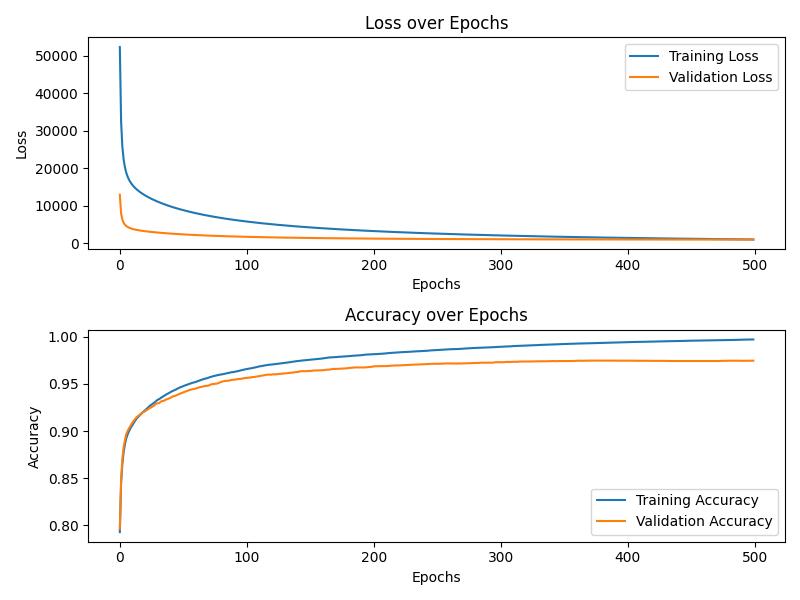 Loss over Epochs
50000
40000
30000
20000
10000
0
Loss
Training Loss
Validation Loss
0 100 200 300 400 500
Epochs
Accuracy over Epochs
1.00
0.95
0.90
0.85
0.80
Accuracy
Training Accuracy
Validation Accuracy
0 100 200 300 400 500
Epochs